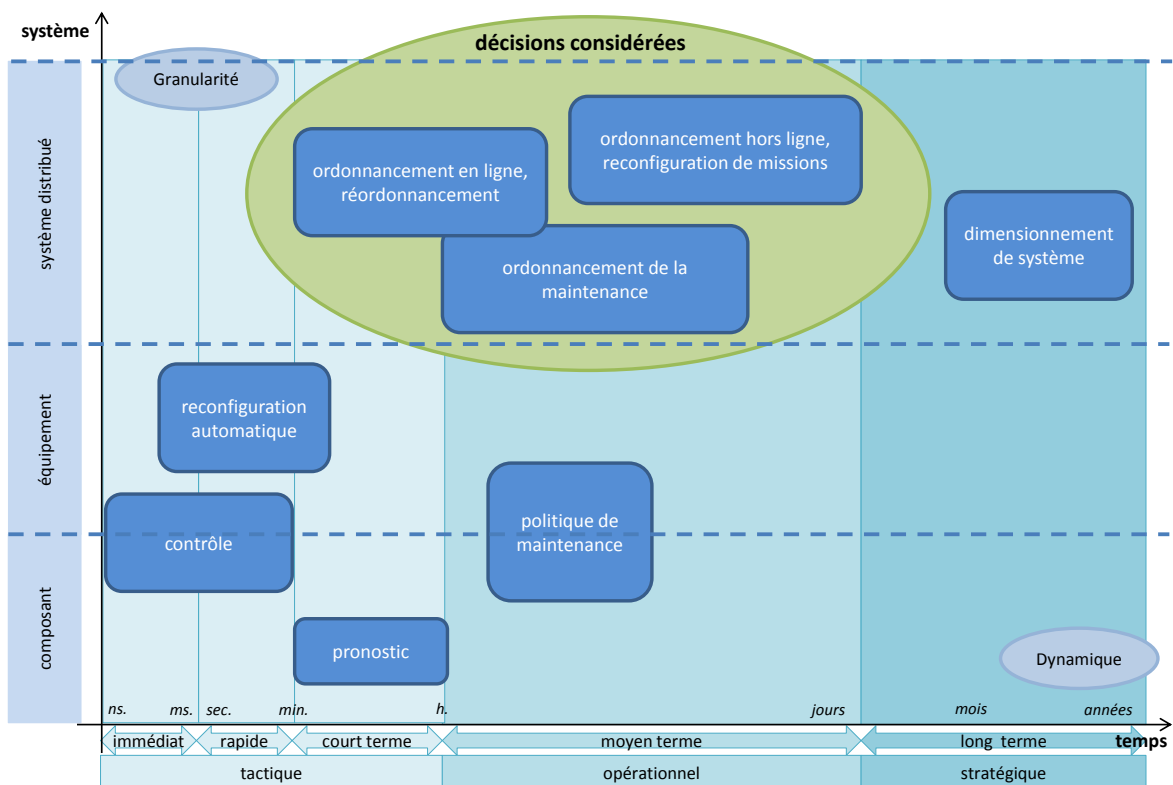 système
décisions considérées
Granularité
ordonnancement hors ligne,
reconfiguration de missions
ordonnancement en ligne,
réordonnancement
système distribué
dimensionnement
de système
ordonnancement de la
maintenance
équipement
reconfiguration
automatique
politique de
maintenance
contrôle
composant
pronostic
Dynamique
ns. ms. sec. min. h. jours mois années
immédiat rapide court terme moyen terme long terme temps
tactique opérationnel stratégique